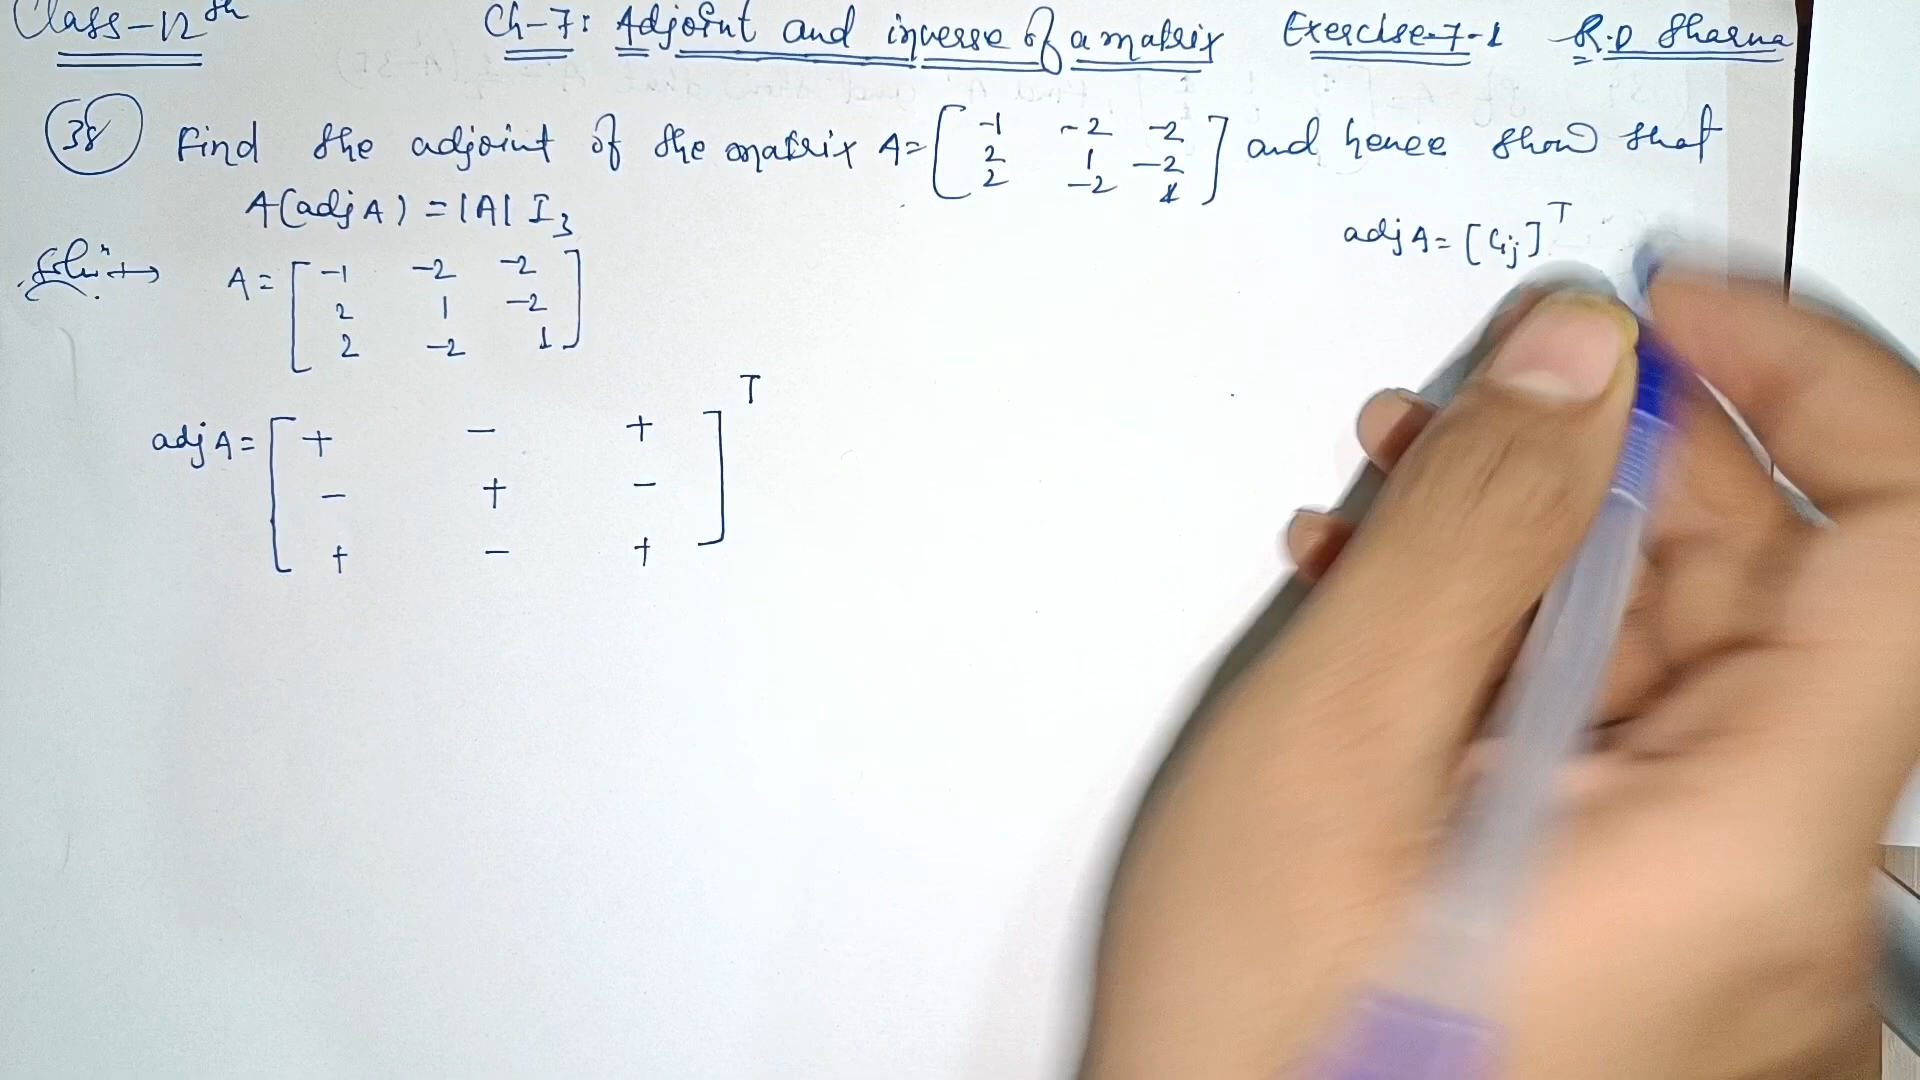 Class-12th Ch-7: Adjoint and inverse of a matrix Exercise-7.1 R.D Sharma
38 Find the adjoint of the matrix A= [ -1 -2 -2
2 1 -2
2 -2 1 ] and hence show that
A(adj A) = |A| I3
Solun→ A= [ -1 -2 -2
2 1 -2
2 -2 1 ]
adj A = [Cij]T
adj A= [ + - +
- + -
+ - + ]T